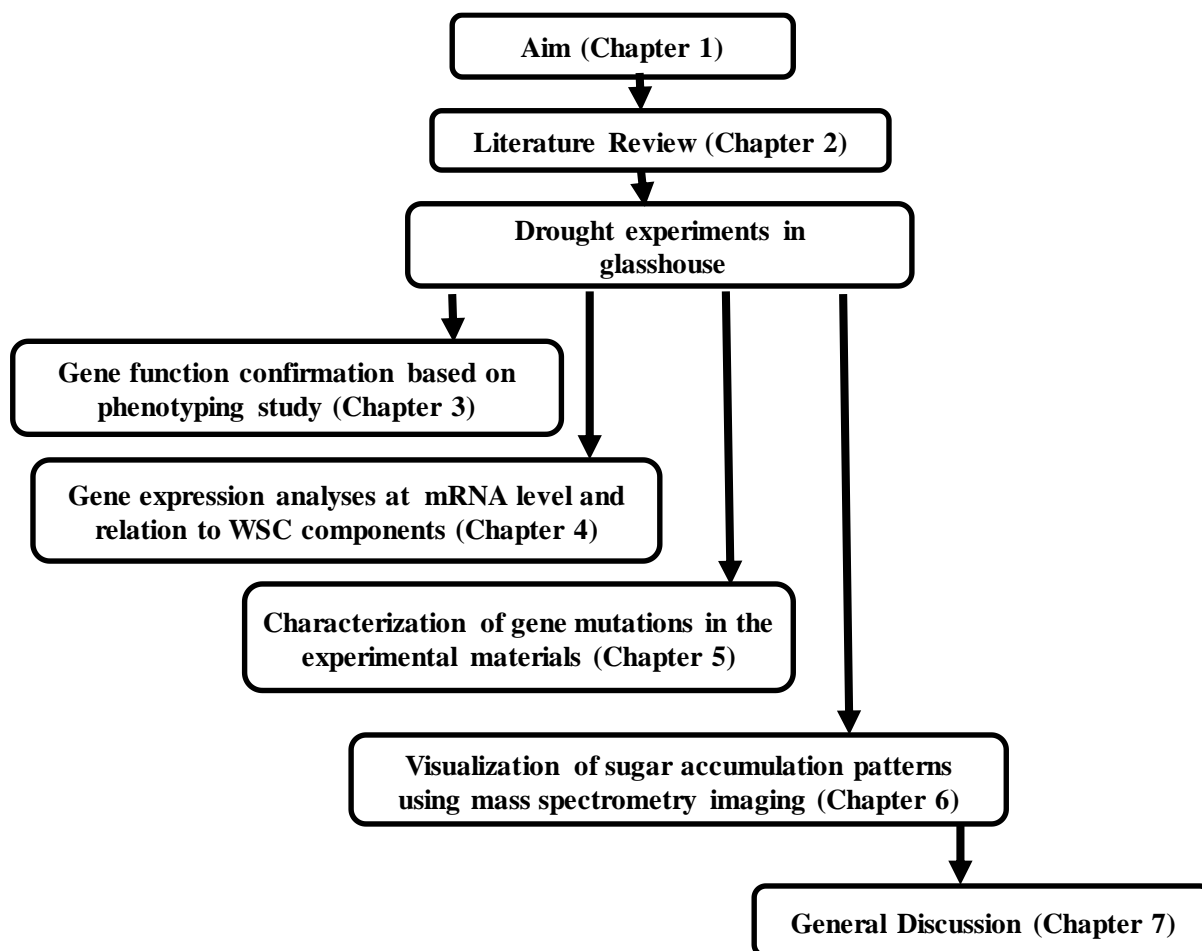 Aim (Chapter 1)
Literature Review (Chapter 2)
Drought experiments in
glasshouse
Gene function confirmation based on
phenotyping study (Chapter 3)
Gene expression analyses at mRNA level and
relation to WSC components (Chapter 4)
Characterization of gene mutations in the
experimental materials (Chapter 5)
Visualization of sugar accumulation patterns
using mass spectrometry imaging (Chapter 6)
General Discussion (Chapter 7)